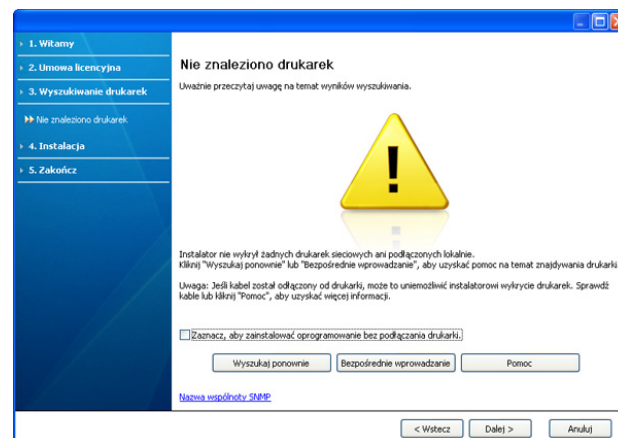 1. Witamy
2. Umowa licencyjna
3. Wyszukiwanie drukarek
Nie znaleziono drukarek
4. Instalacja
5. Zakończ
Nie znaleziono drukarek
Uważnie przeczytaj uwagę na temat wyników wyszukiwania.
Instalator nie wykrył żadnych drukarek sieciowych ani podłączonych lokalnie.
Kliknij "Wyszukaj ponownie" lub "Bezpośrednie wprowadzanie", aby uzyskać pomoc na temat znajdywania drukarki
Uwaga: Jeśli kabel został odłączony od drukarki, może to uniemożliwić instalatorowi wykrycie drukarek. Sprawdź
kable lub kliknij "Pomoc", aby uzyskać więcej informacji.
Zaznacz, aby zainstalować oprogramowanie bez podłączania drukarki.
Wyszukaj ponownie
Bezpośrednie wprowadzanie
Pomoc
Nazwa wspólnoty SNMP
< Wstecz
Dalej >
Anuluj